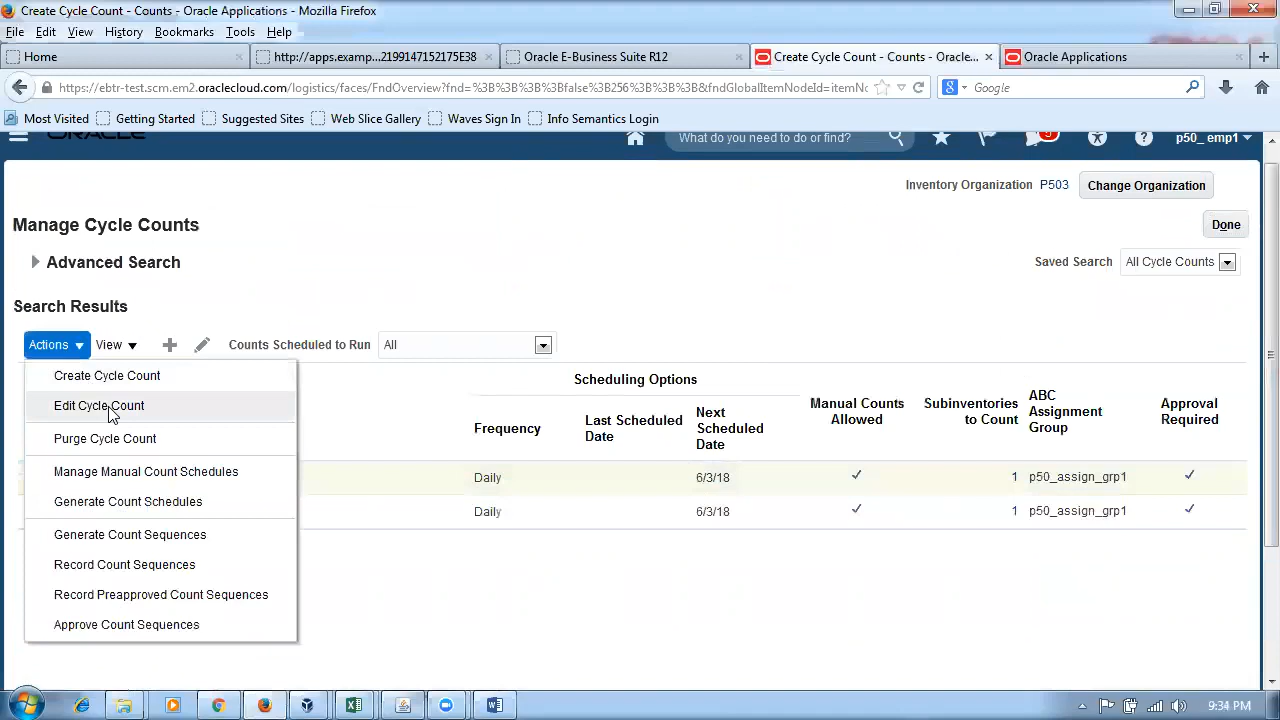 Create Cycle Count - Counts - Oracle Applications - Mozilla Firefox
File Edit View History Bookmarks Tools Help
Home
http://apps.examp...2199147152175E38
Oracle E-Business Suite R12
Create Cycle Count - Counts - Oracle...
Oracle Applications
https://ebtr-test.scm.em2.oraclecloud.com/logistics/faces/FndOverview?fnd=%3B%3B%3B%3Bfalse%3B256%3B%3B%3B&fndGlobalItemNodeId=itemNo
Google
Most Visited Getting Started Suggested Sites Web Slice Gallery Waves Sign In Info Semantics Login
ORACLE
What do you need to do or find?
p50_ emp1
Inventory Organization P503 Change Organization
Manage Cycle Counts
Done
Advanced Search
Saved Search All Cycle Counts
Search Results
Actions View Counts Scheduled to Run All
Create Cycle Count
Edit Cycle Count
Purge Cycle Count
Manage Manual Count Schedules
Generate Count Schedules
Generate Count Sequences
Record Count Sequences
Record Preapproved Count Sequences
Approve Count Sequences
Scheduling Options
Frequency
Last Scheduled
Date
Next
Scheduled
Date
Manual Counts
Allowed
Subinventories
to Count
ABC
Assignment
Group
Approval
Required
Daily 6/3/18 1 p50_assign_grp1
Daily 6/3/18 1 p50_assign_grp1
9:34 PM